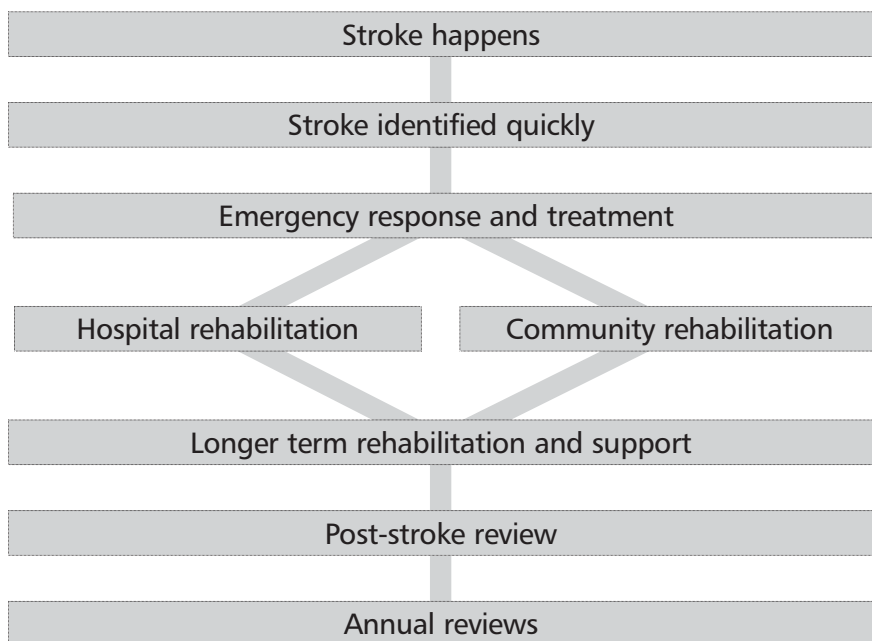 Stroke happens
Stroke identified quickly
Emergency response and treatment
Hospital rehabilitation
Community rehabilitation
Longer term rehabilitation and support
Post-stroke review
Annual reviews